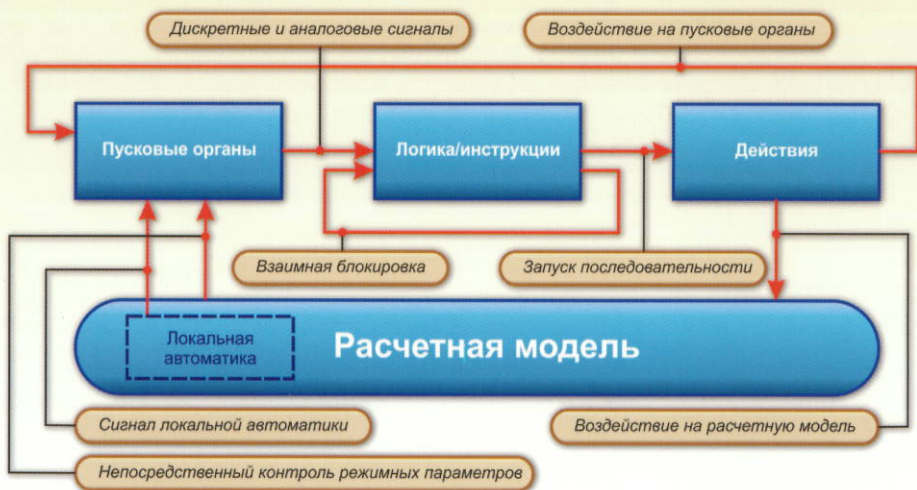 Дискретные и аналоговые сигналы
Воздействие на пусковые органы
Пусковые органы
Логика/инструкции
Действия
Взаимная блокировка
Запуск последовательности
Локальная
автоматика
Расчетная модель
Сигнал локальной автоматики
Воздействие на расчетную модель
Непосредственный контроль режимных параметров